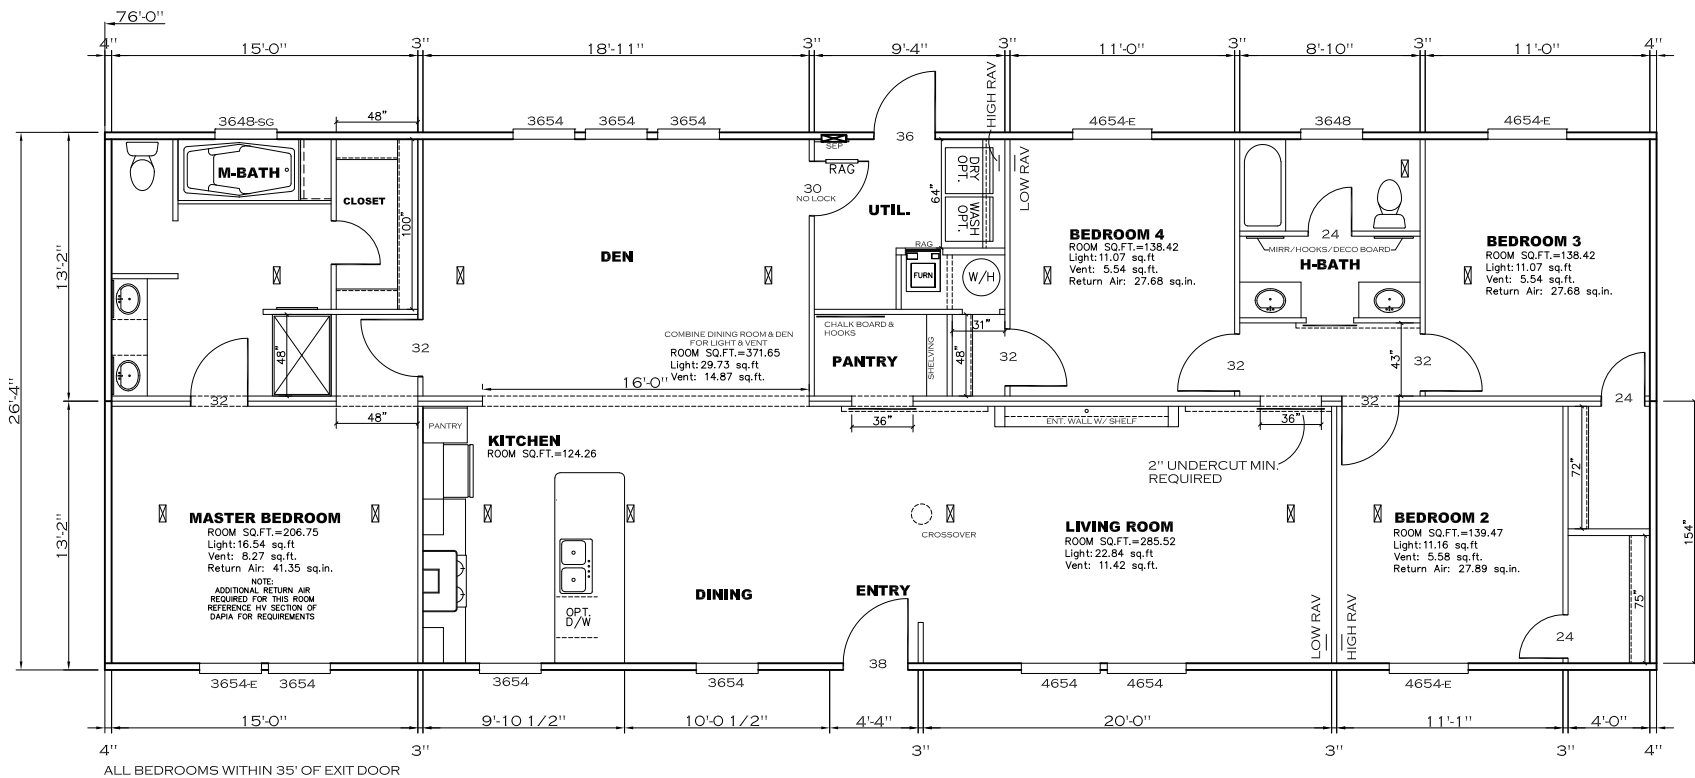 76'-0"
4"
15'-0"
3"
18'-11"
3"
9'-4"
3"
11'-0"
3"
8'-10"
3"
11'-0"
4"
3648-SG
48"
3654
3654
3654
36
HIGH RAV
4654-E
3648
4654-E
SEP
RAG
30
NO LOCK
M-BATH
CLOSET
100"
UTIL.
64"
DRY
OPT.
WASH
OPT.
LOW RAV
24
MIRR/HOOKS/DECO BOARD
H-BATH
BEDROOM 4
ROOM SQ.FT.=138.42
Light: 11.07 sq.ft
Vent: 5.54 sq.ft.
Return Air: 27.68 sq.in.
BEDROOM 3
ROOM SQ.FT.=138.42
Light: 11.07 sq.ft
Vent: 5.54 sq.ft.
Return Air: 27.68 sq.in.
DEN
RAG
FURN
W/H
13'-2"
26'-4"
COMBINE DINING ROOM & DEN
FOR LIGHT & VENT
ROOM SQ.FT.=371.65
Light: 29.73 sq.ft
Vent: 14.87 sq.ft.
CHALK BOARD &
HOOKS
PANTRY
SHELVING
31"
48"
32
48"
32
32
43"
32
16'-0"
32
32
24
48"
PANTRY
36"
ENT. WALL W/ SHELF
36"
KITCHEN
ROOM SQ.FT.=124.26
2" UNDERCUT MIN.
REQUIRED
72"
13'-2"
MASTER BEDROOM
ROOM SQ.FT.=206.75
Light: 16.54 sq.ft
Vent: 8.27 sq.ft.
Return Air: 41.35 sq.in.
NOTE:
ADDITIONAL RETURN AIR
REQUIRED FOR THIS ROOM
REFERENCE HV SECTION OF
DAPIA FOR REQUIREMENTS
CROSSOVER
LIVING ROOM
ROOM SQ.FT.=285.52
Light: 22.84 sq.ft
Vent: 11.42 sq.ft.
BEDROOM 2
ROOM SQ.FT.=139.47
Light: 11.16 sq.ft
Vent: 5.58 sq.ft.
Return Air: 27.89 sq.in.
154"
OPT.
D/W
DINING
ENTRY
LOW RAV
HIGH RAV
75"
24
38
3654-E
3654
3654
3654
4654
4654
4654-E
15'-0"
9'-10 1/2"
10'-0 1/2"
4'-4"
20'-0"
11'-1"
4'-0"
4"
3"
3"
3"
3"
4"
ALL BEDROOMS WITHIN 35' OF EXIT DOOR